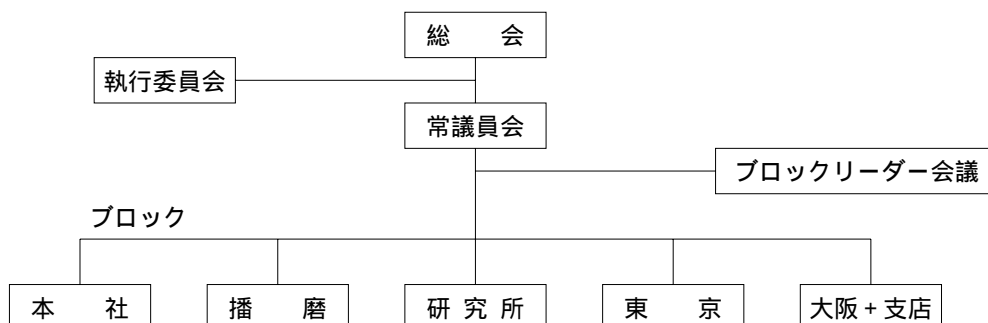 総　会
執行委員会
常議員会
ブロックリーダー会議
ブロック
本　社
播　磨
研 究 所
東　京
大阪+支店